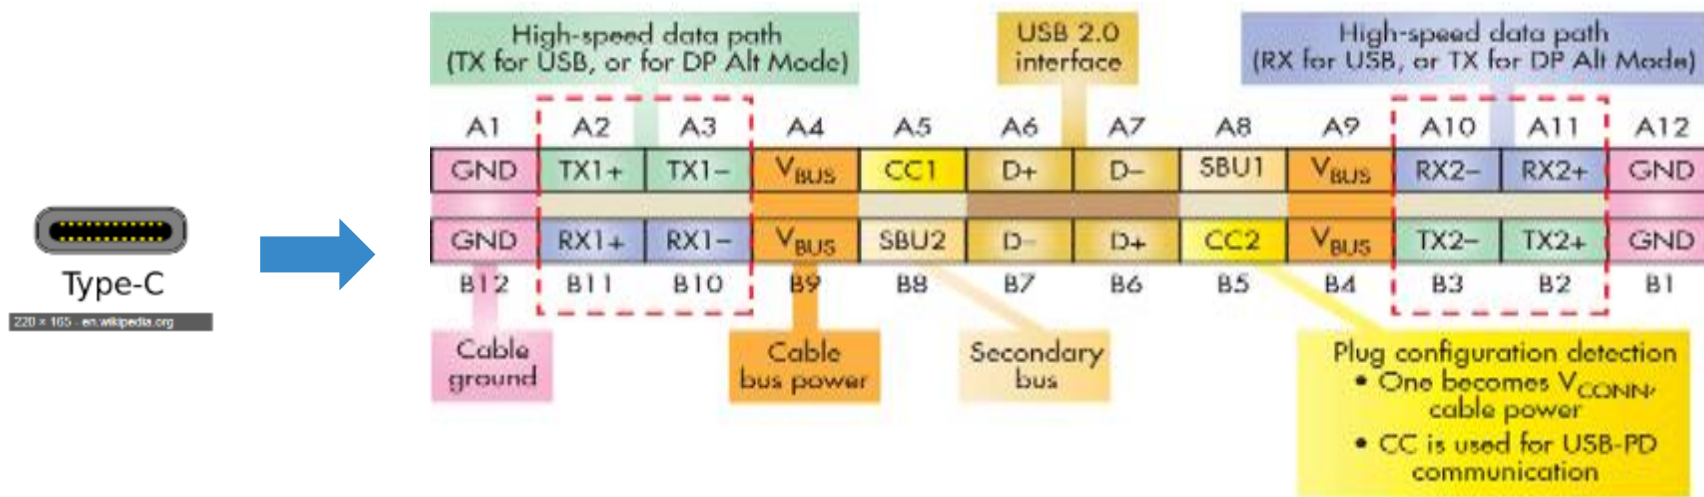 High-speed data path
(TX for USB, or for DP Alt Mode)
USB 2.0
interface
High-speed data path
(RX for USB, or TX for DP Alt Mode)
A1 A2 A3 A4 A5 A6 A7 A8 A9 A10 A11 A12
GND TX1+ TX1− VBUS CC1 D+ D− SBU1 VBUS RX2− RX2+ GND
GND RX1+ RX1− VBUS SBU2 D− D+ CC2 VBUS TX2− TX2+ GND
B12 B11 B10 B9 B8 B7 B6 B5 B4 B3 B2 B1
Type-C
220 × 165 - en.wikipedia.org
Cable
ground
Cable
bus power
Secondary
bus
Plug configuration detection
• One becomes VCONN,
cable power
• CC is used for USB-PD
communication